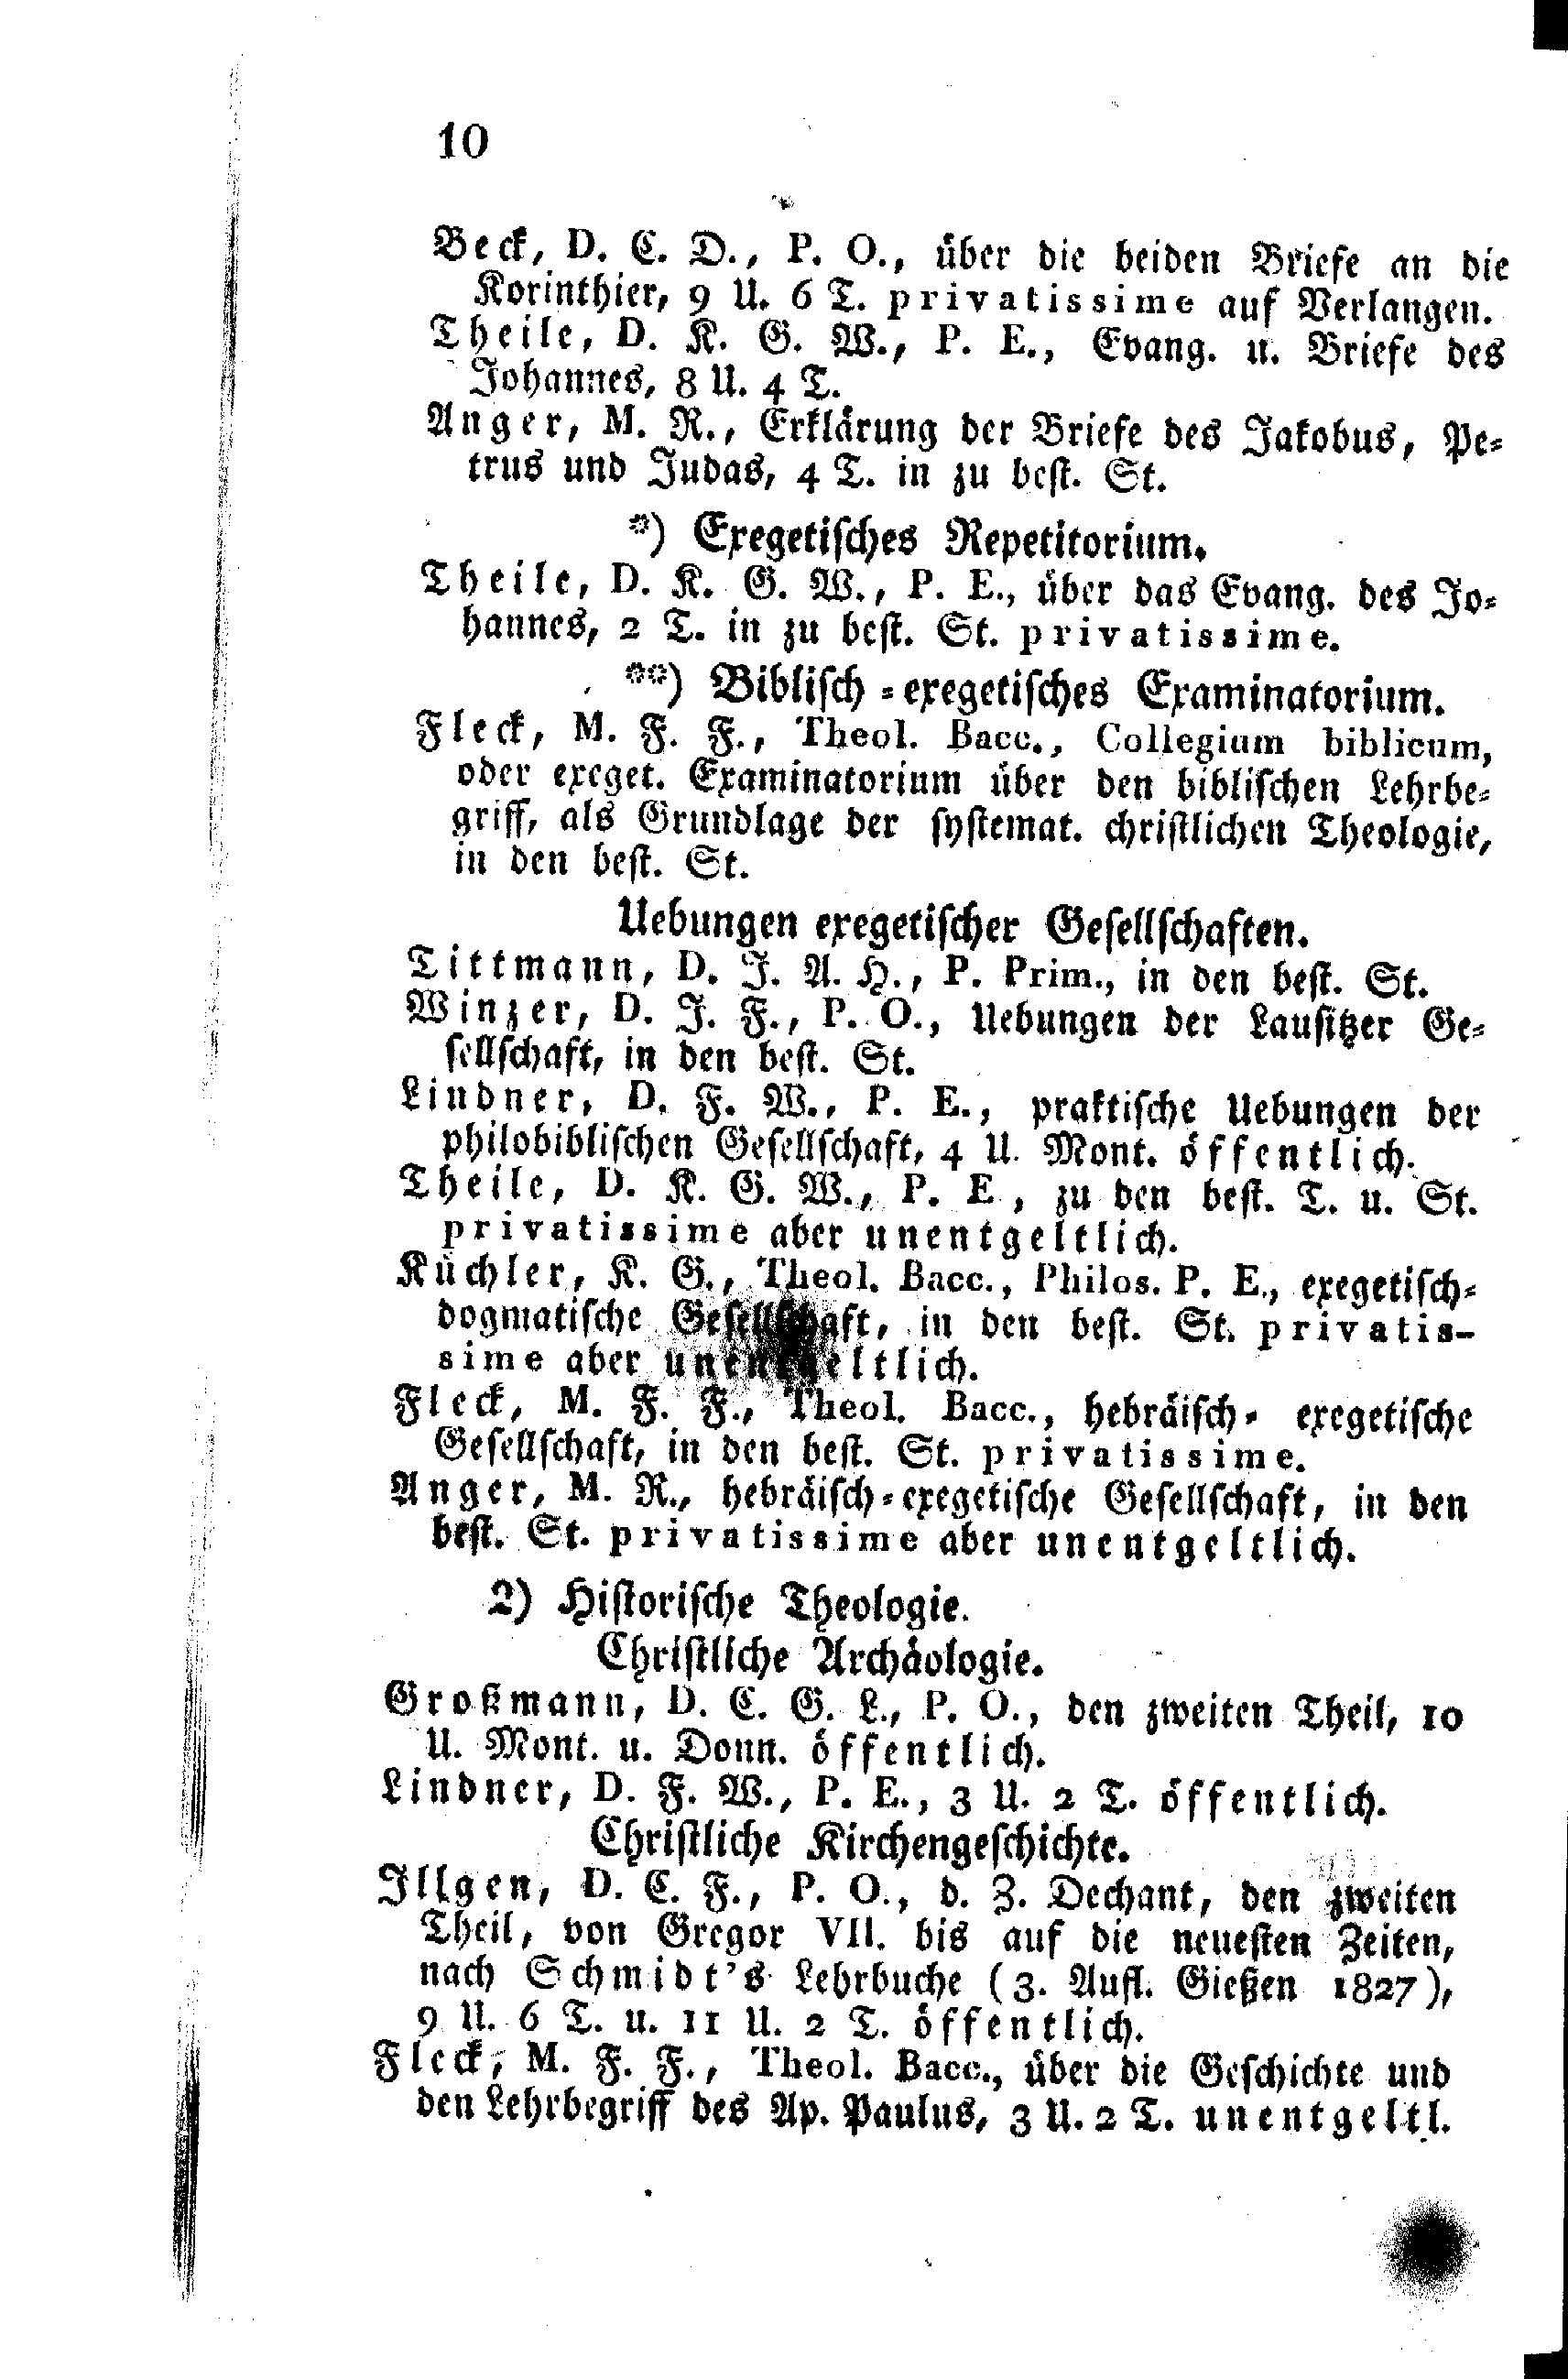 10
Beck, D. C. D., P. O., über die beiden Briefe an die
Korinthier, 9 U. 6 T. privatissime auf Verlangen.
Theile, D. K. G. W., P. E., Evang. u. Briefe des
Johannes, 8 U. 4 T.
Anger, M. R., Erklärung der Briefe des Jakobus, Pe-
trus und Judas, 4 T. in zu best. St.
*) Exegetisches Repetitorium.
Theile, D. K. G. W., P. E., über das Evang. des Jo-
hannes, 2 T. in zu best. St. privatissime.
**) Biblisch-exegetisches Examinatorium.
Fleck, M. F. F., Theol. Bacc., Collegium biblicum,
oder exeget. Examinatorium über den biblischen Lehrbe-
griff, als Grundlage der systemat. christlichen Theologie,
in den best. St.
Uebungen exegetischer Gesellschaften.
Tittmann, D. J. A. H., P. Prim., in den best. St.
Winzer, D. J. F., P. O., Uebungen der Lausitzer Ge-
sellschaft, in den best. St.
Lindner, D. F. W., P. E., praktische Uebungen der
philobiblischen Gesellschaft, 4 U. Mont. öffentlich.
Theile, D. K. G. W., P. E, zu den best. T. u. St.
privatissime aber unentgeltlich.
Küchler, K. G., Theol. Bacc., Philos. P. E., exegetisch-
dogmatische Gesellschaft, in den best. St. privatis-
sime aber unentgeltlich.
Fleck, M. F. F., Theol. Bacc., hebräisch-exegetische
Gesellschaft, in den best. St. privatissime.
Anger, M. R., hebräisch-exegetische Gesellschaft, in den
best. St. privatissime aber unentgeltlich.
2) Historische Theologie.
Christliche Archäologie.
Großmann, D. C. G. L., P. O., den zweiten Theil, 10
U. Mont. u. Donn. öffentlich.
Lindner, D. F. W., P. E., 3 U. 2 T. öffentlich.
Christliche Kirchengeschichte.
Illgen, D. C. F., P. O., d. Z. Dechant, den zweiten
Theil, von Gregor VII. bis auf die neuesten Zeiten,
nach Schmidt's Lehrbuche (3. Aufl. Gießen 1827),
9 U. 6 T. u. 11 U. 2 T. öffentlich.
Fleck, M. F. F., Theol. Bacc., über die Geschichte und
den Lehrbegriff des Ap. Paulus, 3 U. 2 T. unentgeltl.